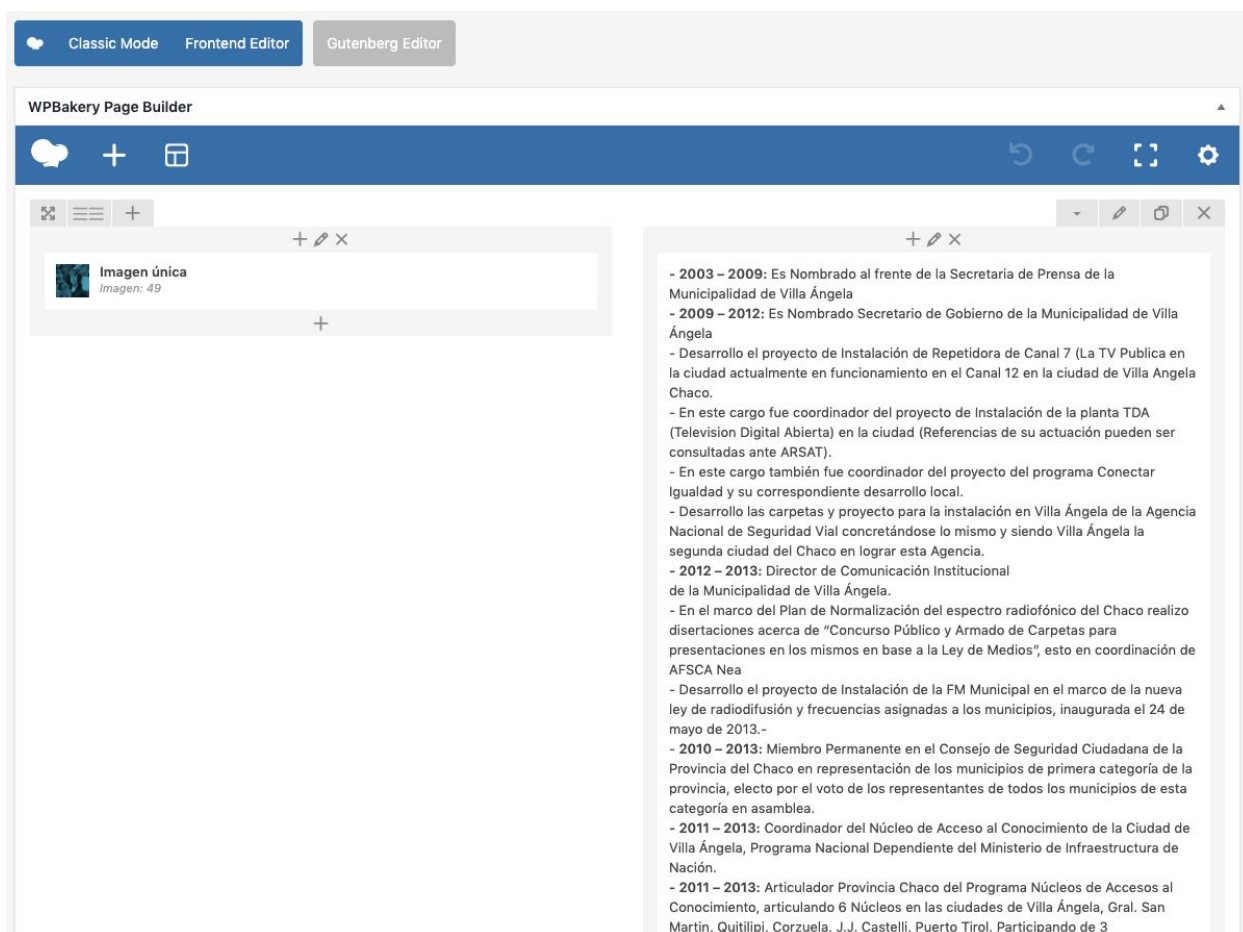 Classic Mode Frontend Editor Gutenberg Editor
WPBakery Page Builder
Imagen única
Imagen: 49
- 2003 – 2009: Es Nombrado al frente de la Secretaria de Prensa de la
Municipalidad de Villa Ángela
- 2009 – 2012: Es Nombrado Secretario de Gobierno de la Municipalidad de Villa
Ángela
- Desarrollo el proyecto de Instalación de Repetidora de Canal 7 (La TV Publica en
la ciudad actualmente en funcionamiento en el Canal 12 en la ciudad de Villa Angela
Chaco.
- En este cargo fue coordinador del proyecto de Instalación de la planta TDA
(Television Digital Abierta) en la ciudad (Referencias de su actuación pueden ser
consultadas ante ARSAT).
- En este cargo también fue coordinador del proyecto del programa Conectar
Igualdad y su correspondiente desarrollo local.
- Desarrollo las carpetas y proyecto para la instalación en Villa Ángela de la Agencia
Nacional de Seguridad Vial concretándose lo mismo y siendo Villa Ángela la
segunda ciudad del Chaco en lograr esta Agencia.
- 2012 – 2013: Director de Comunicación Institucional
de la Municipalidad de Villa Ángela.
- En el marco del Plan de Normalización del espectro radiofónico del Chaco realizo
disertaciones acerca de “Concurso Público y Armado de Carpetas para
presentaciones en los mismos en base a la Ley de Medios”, esto en coordinación de
AFSCA Nea
- Desarrollo el proyecto de Instalación de la FM Municipal en el marco de la nueva
ley de radiodifusión y frecuencias asignadas a los municipios, inaugurada el 24 de
mayo de 2013.-
- 2010 – 2013: Miembro Permanente en el Consejo de Seguridad Ciudadana de la
Provincia del Chaco en representación de los municipios de primera categoría de la
provincia, electo por el voto de los representantes de todos los municipios de esta
categoría en asamblea.
- 2011 – 2013: Coordinador del Núcleo de Acceso al Conocimiento de la Ciudad de
Villa Ángela, Programa Nacional Dependiente del Ministerio de Infraestructura de
Nación.
- 2011 – 2013: Articulador Provincia Chaco del Programa Núcleos de Accesos al
Conocimiento, articulando 6 Núcleos en las ciudades de Villa Ángela, Gral. San
Martin, Quitilipi, Corzuela, J.J. Castelli, Puerto Tirol. Participando de 3